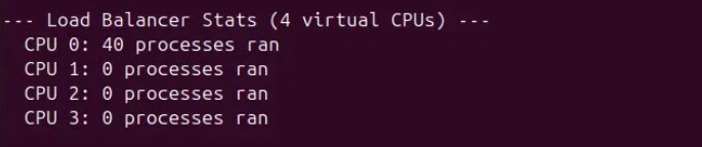 --- Load Balancer Stats (4 virtual CPUs) ---
CPU 0: 40 processes ran
CPU 1: 0 processes ran
CPU 2: 0 processes ran
CPU 3: 0 processes ran